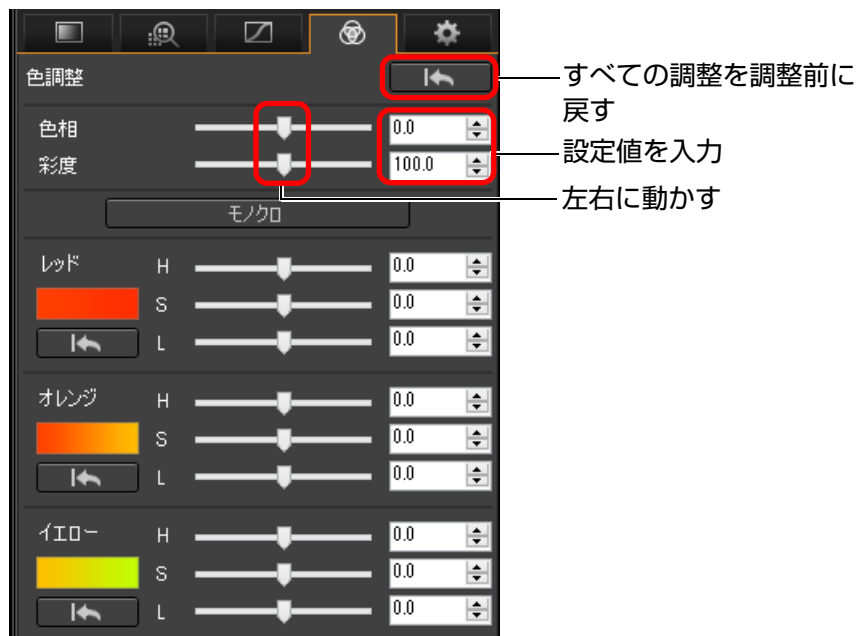 色調整
すべての調整を調整前に
戻す
色相 0.0
彩度 100.0
設定値を入力
左右に動かす
モノクロ
レッド H 0.0
S 0.0
L 0.0
オレンジ H 0.0
S 0.0
L 0.0
イエロー H 0.0
S 0.0
L 0.0